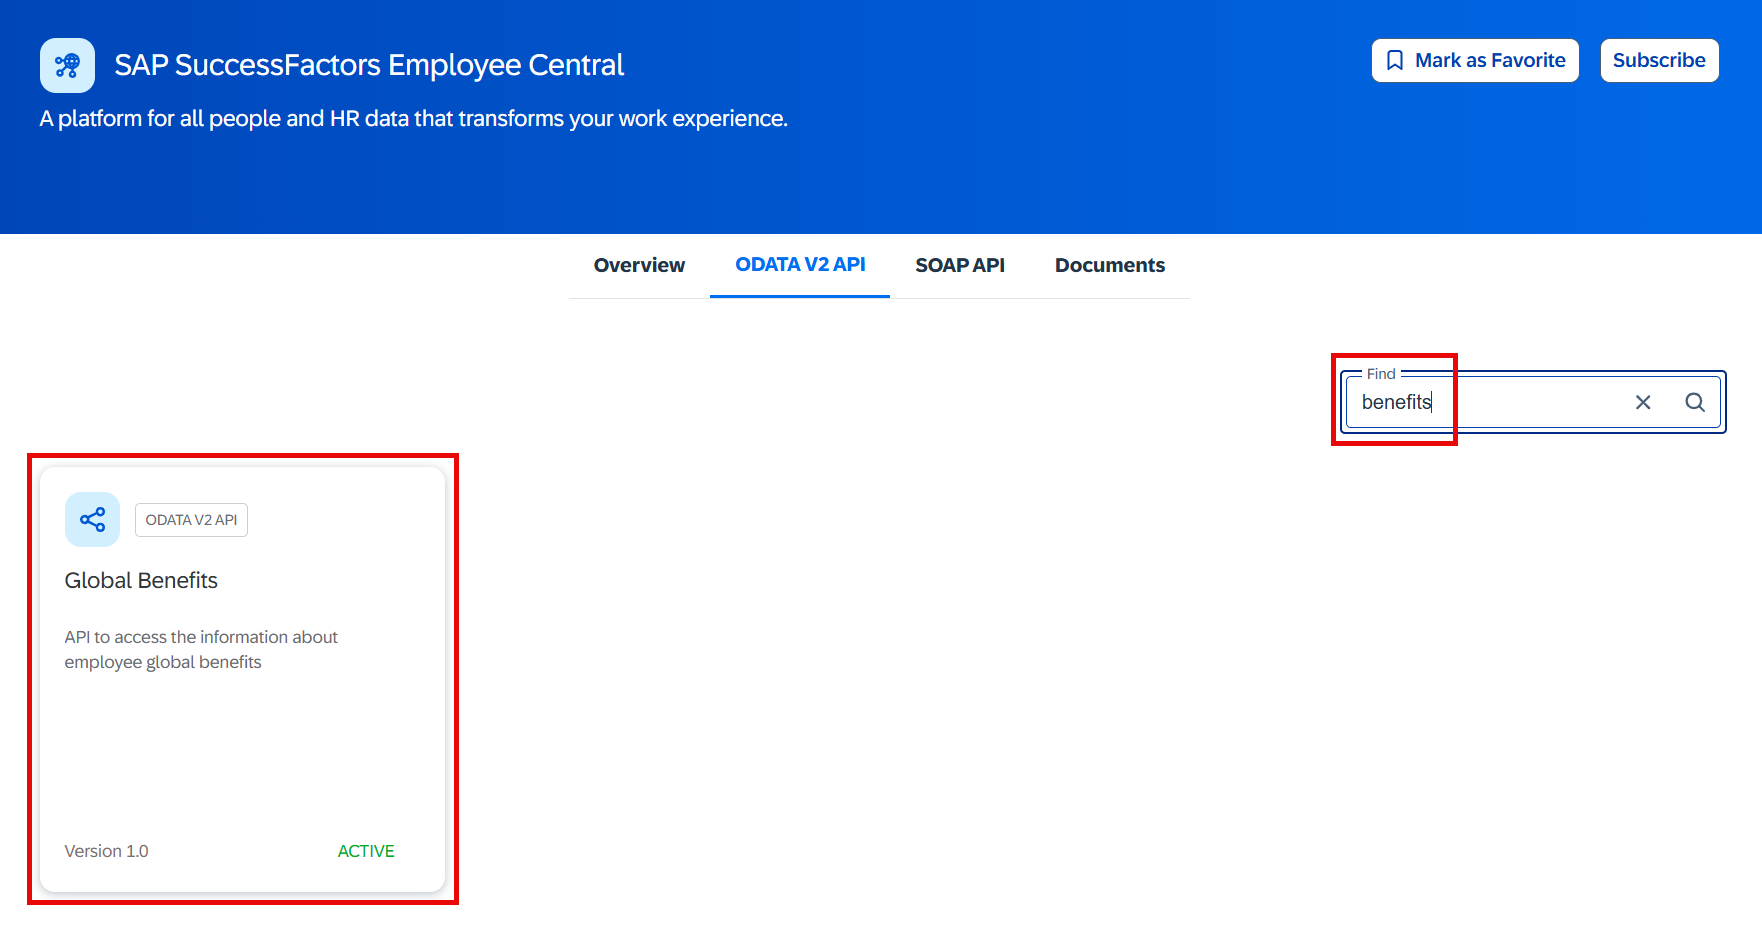 SAP SuccessFactors Employee Central
Mark as Favorite
Subscribe
A platform for all people and HR data that transforms your work experience.
Overview
ODATA V2 API
SOAP API
Documents
Find
benefits
ODATA V2 API
Global Benefits
API to access the information about
employee global benefits
Version 1.0
ACTIVE